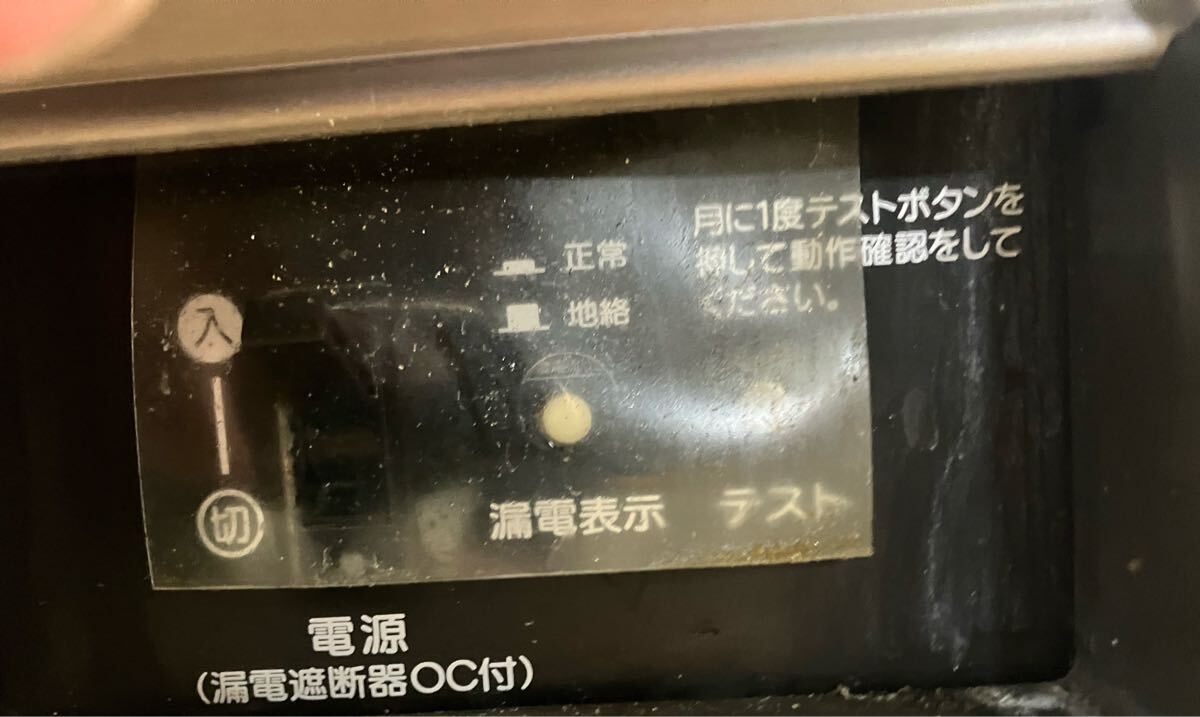 月に1度テストボタンを
押して動作確認をして
ください。
正常
地絡
入
切
漏電表示
テスト
電源
(漏電遮断器OC付)